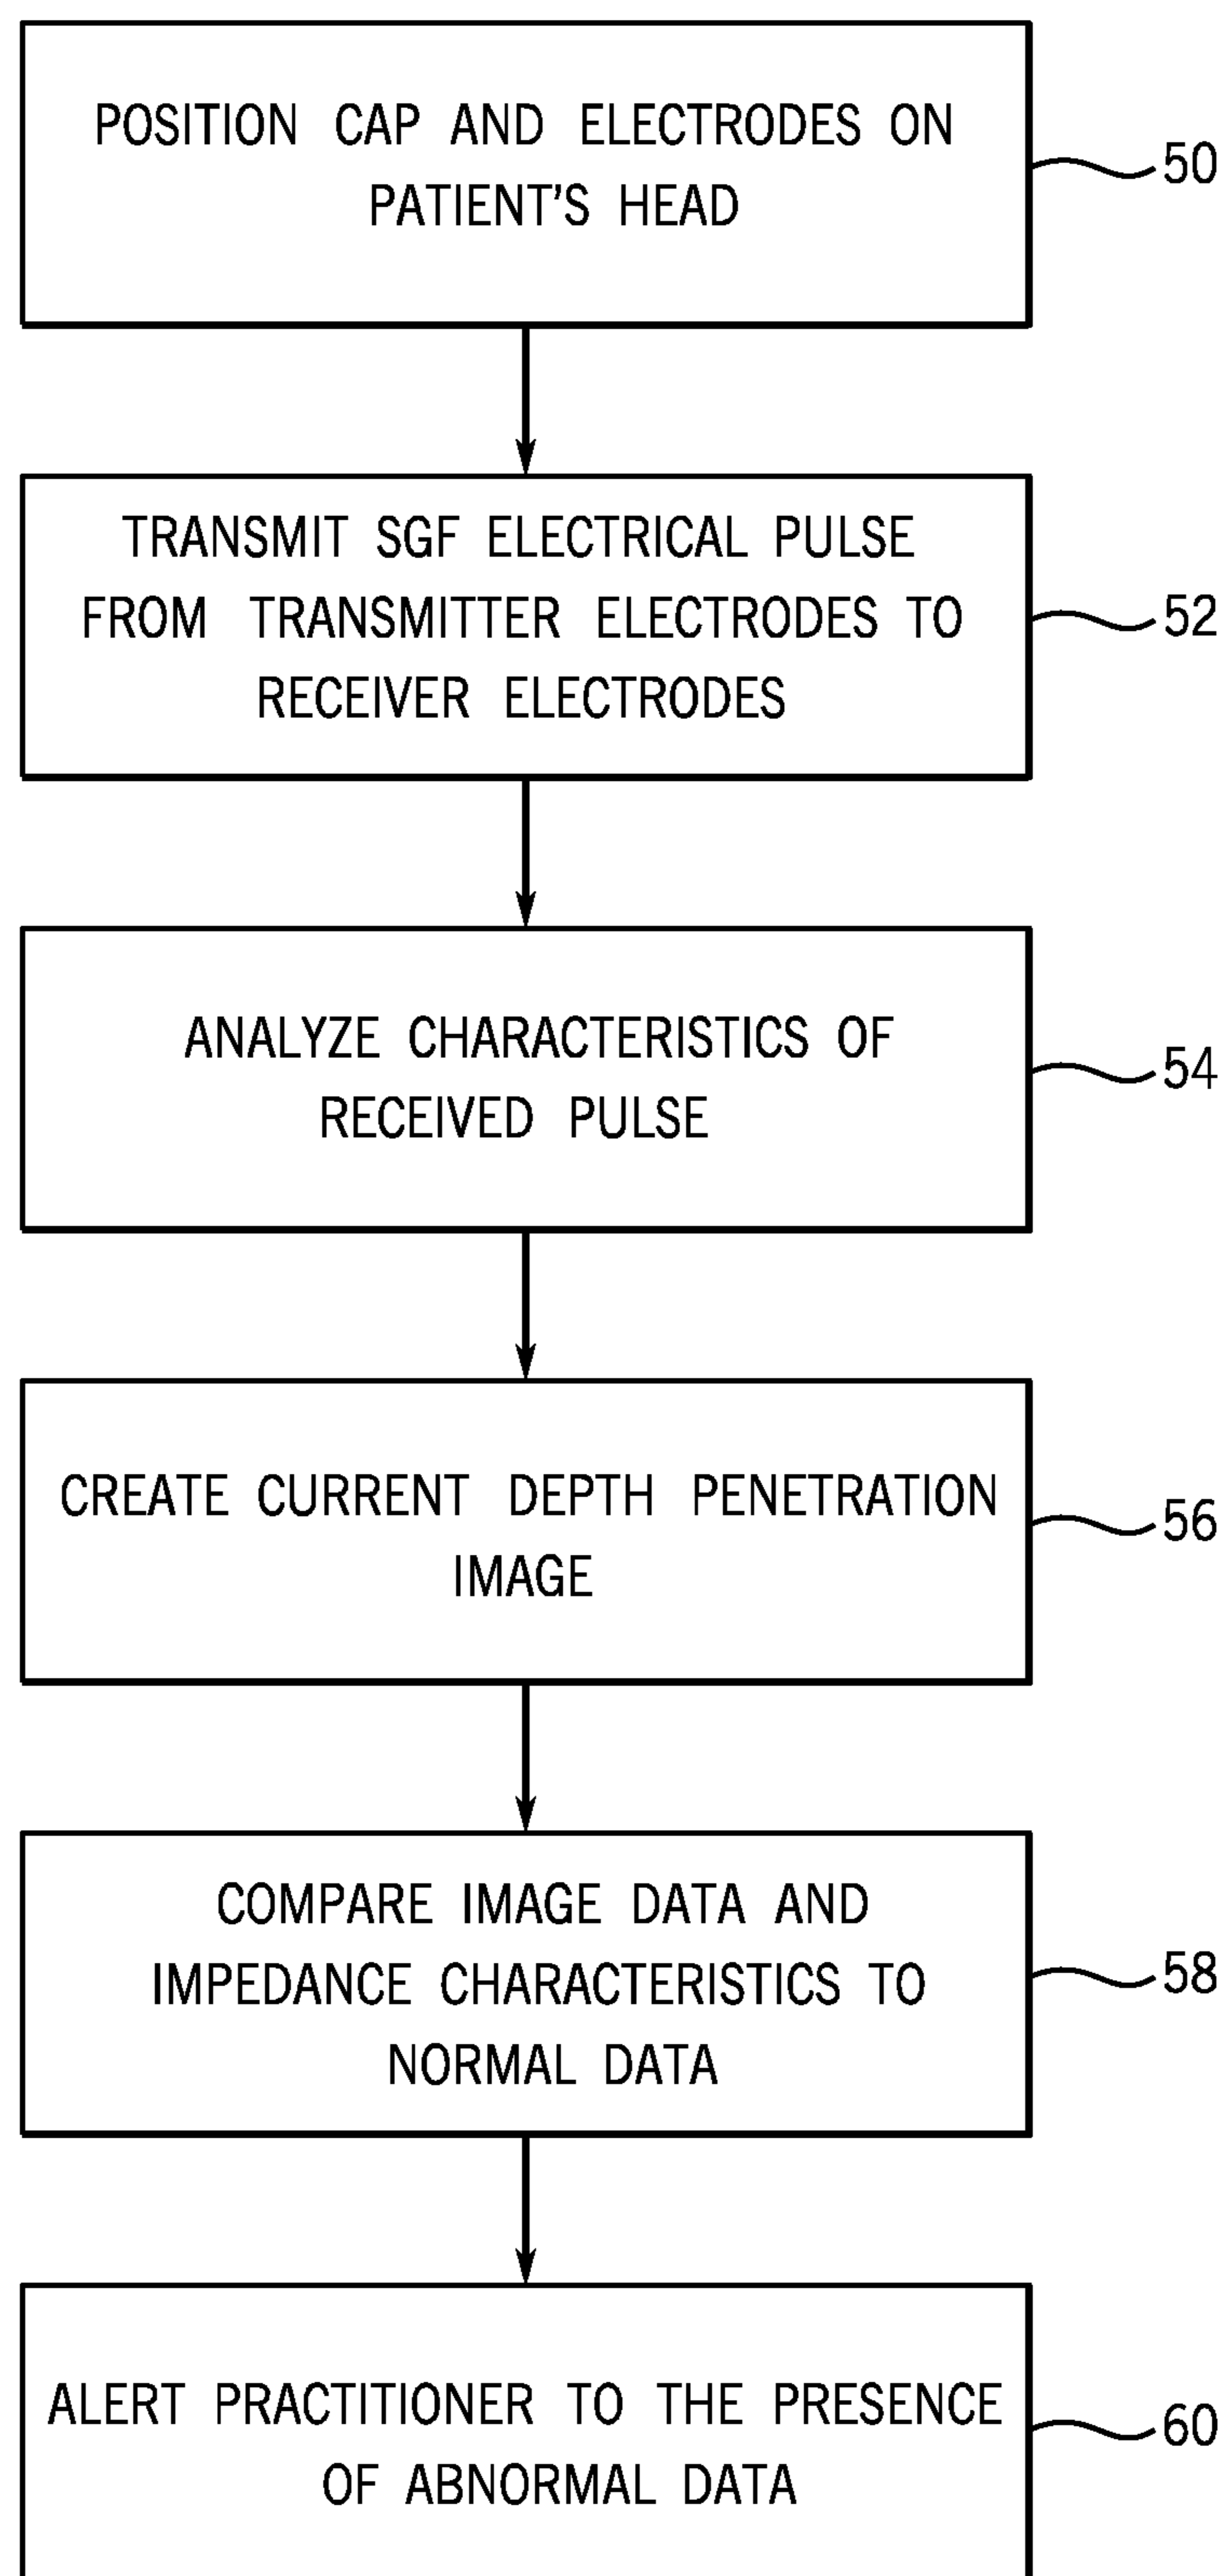 POSITION CAP AND ELECTRODES ON
PATIENT'S HEAD
50
TRANSMIT SGF ELECTRICAL PULSE
FROM TRANSMITTER ELECTRODES TO
RECEIVER ELECTRODES
52
ANALYZE CHARACTERISTICS OF
RECEIVED PULSE
54
CREATE CURRENT DEPTH PENETRATION
IMAGE
56
COMPARE IMAGE DATA AND
IMPEDANCE CHARACTERISTICS TO
NORMAL DATA
58
ALERT PRACTITIONER TO THE PRESENCE
OF ABNORMAL DATA
60